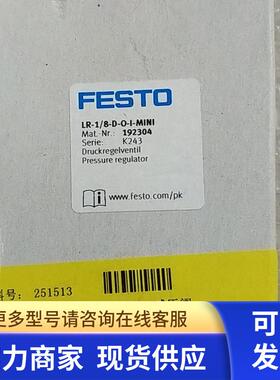 FESTO
LR-1/8-D-O-I-MINI
Mat.-Nr.: 192304
Serie: K243
Druckregelventil
Pressure regulator
www.festo.com/pk
料号: 251513
更多型号请咨询在线客服
力商家 现货供应
可